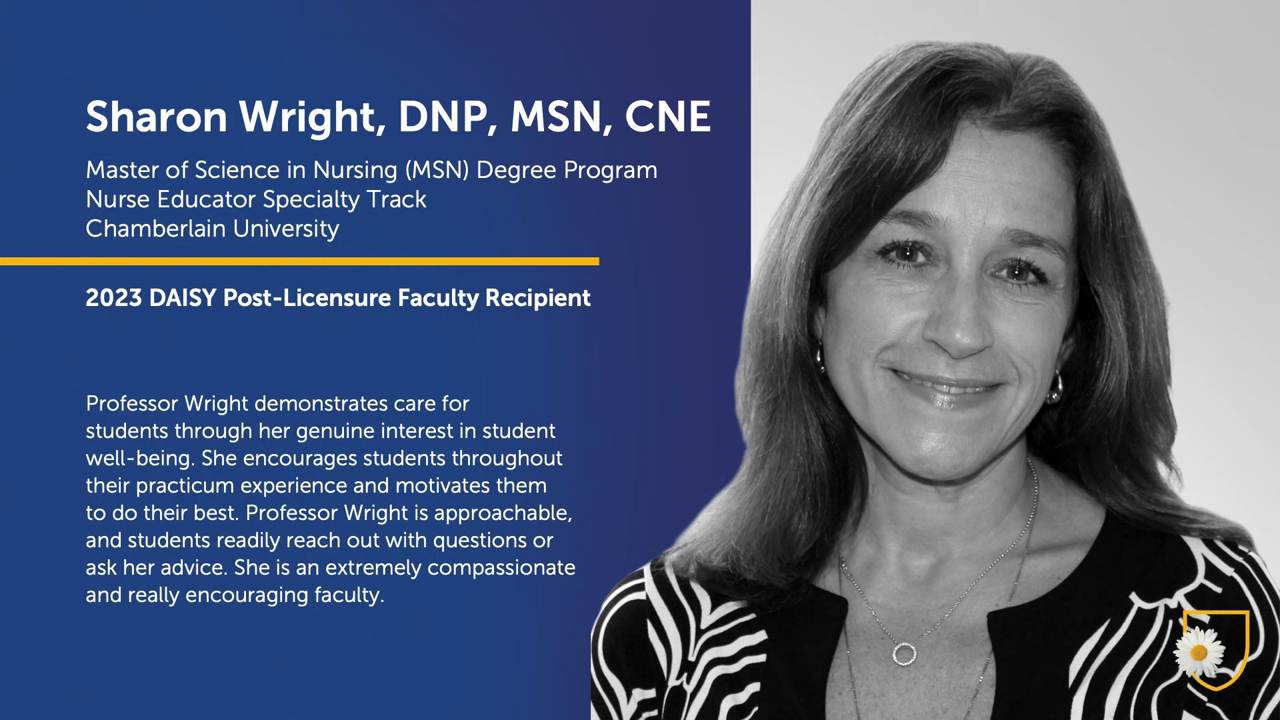 Sharon Wright, DNP, MSN, CNE
Master of Science in Nursing (MSN) Degree Program
Nurse Educator Specialty Track
Chamberlain University
2023 DAISY Post-Licensure Faculty Recipient
Professor Wright demonstrates care for
students through her genuine interest in student
well-being. She encourages students throughout
their practicum experience and motivates them
to do their best. Professor Wright is approachable,
and students readily reach out with questions or
ask her advice. She is an extremely compassionate
and really encouraging faculty.